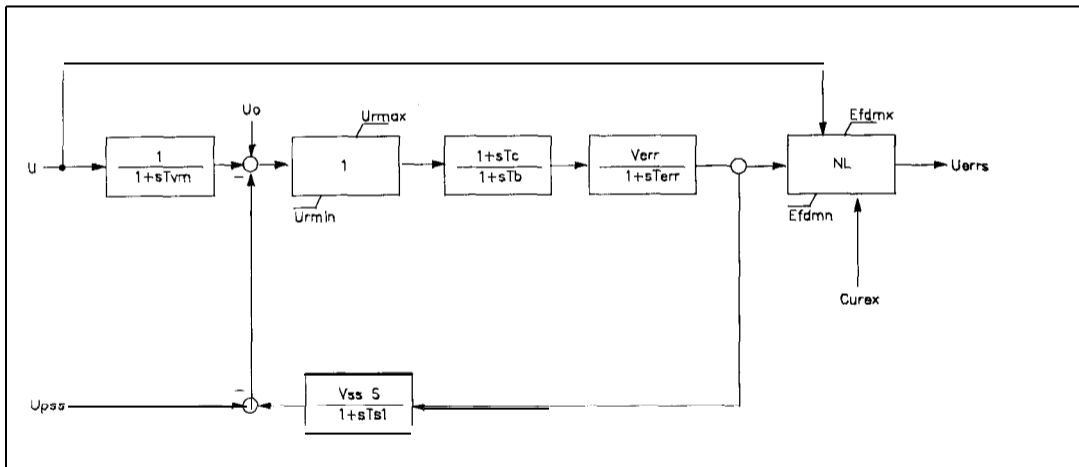 Uo
Urmax
Efdmx
U
1
1+sTvm
−
1
1+sTc
1+sTb
Verr
1+sTerr
NL
Uerrs
Urmin
Efdmn
Curex
−
Upss
Vss S
1+sTs1